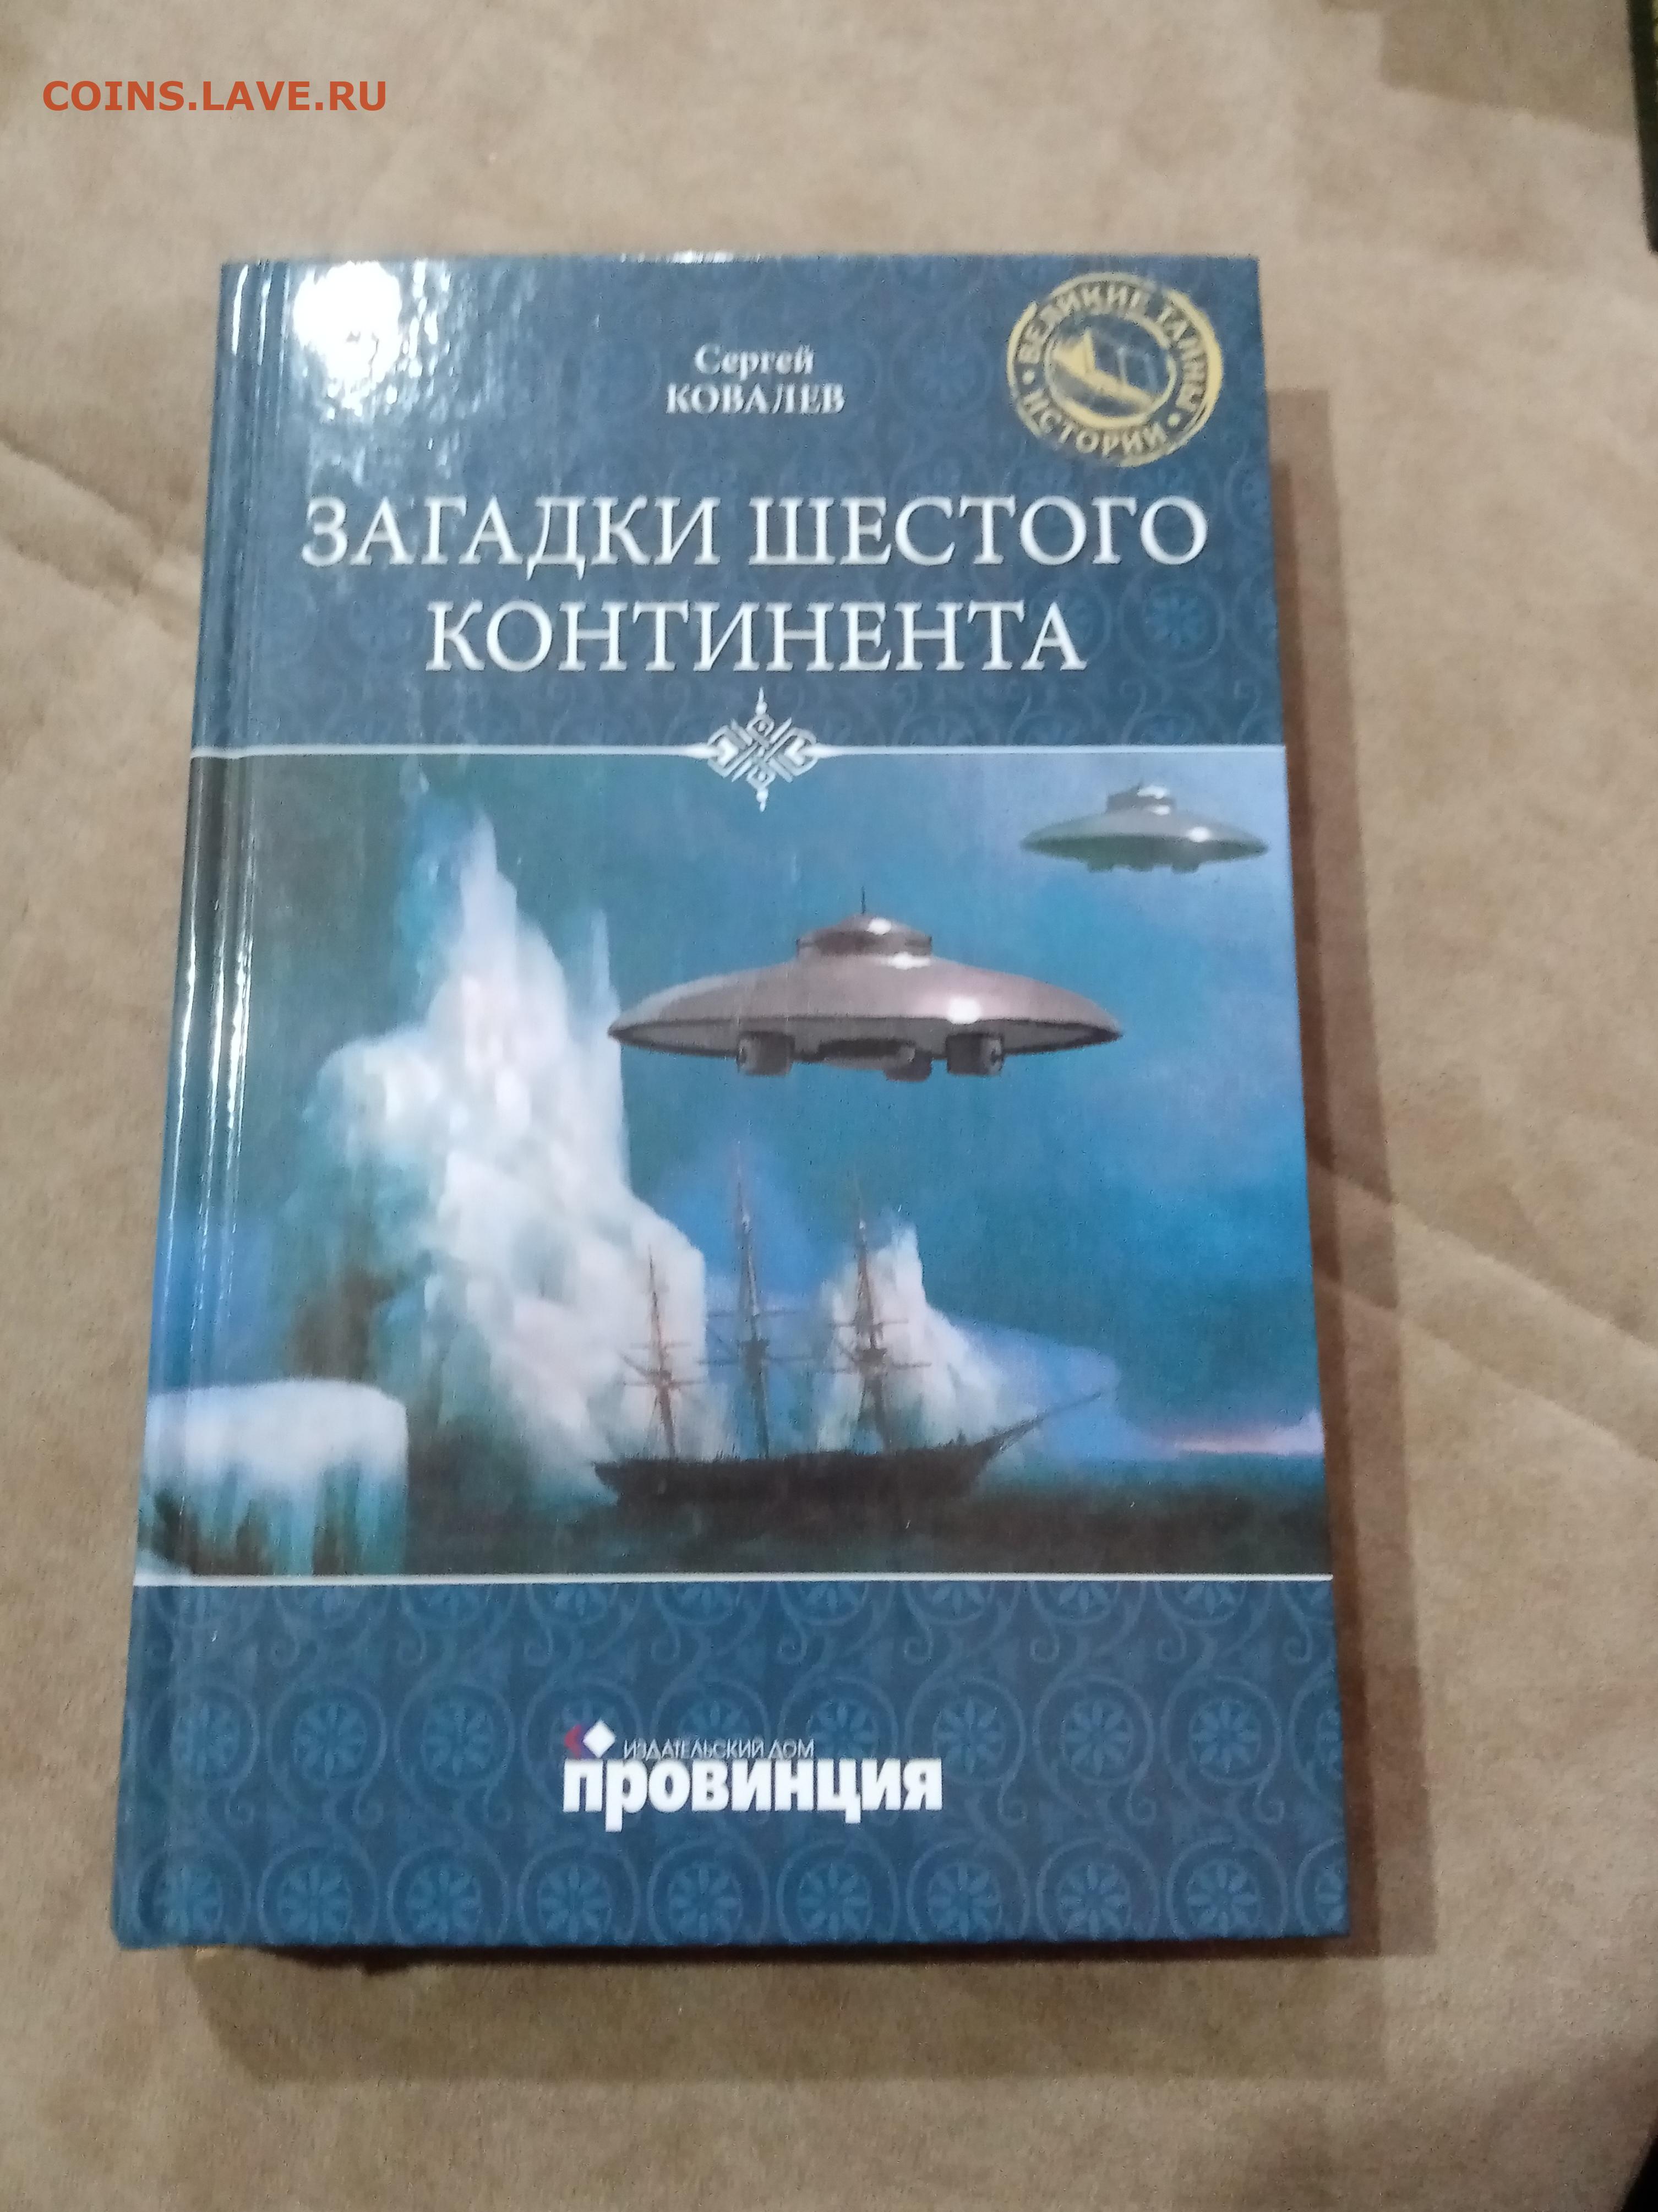 COINS.LAVE.RU
Сергей
КОВАЛЕВ
ВЕЛИКИЕ ТАЙНЫ
• ИСТОРИИ •
ЗАГАДКИ ШЕСТОГО
КОНТИНЕНТА
ИЗДАТЕЛЬСКИЙ ДОМ
ПРОВИНЦИЯ